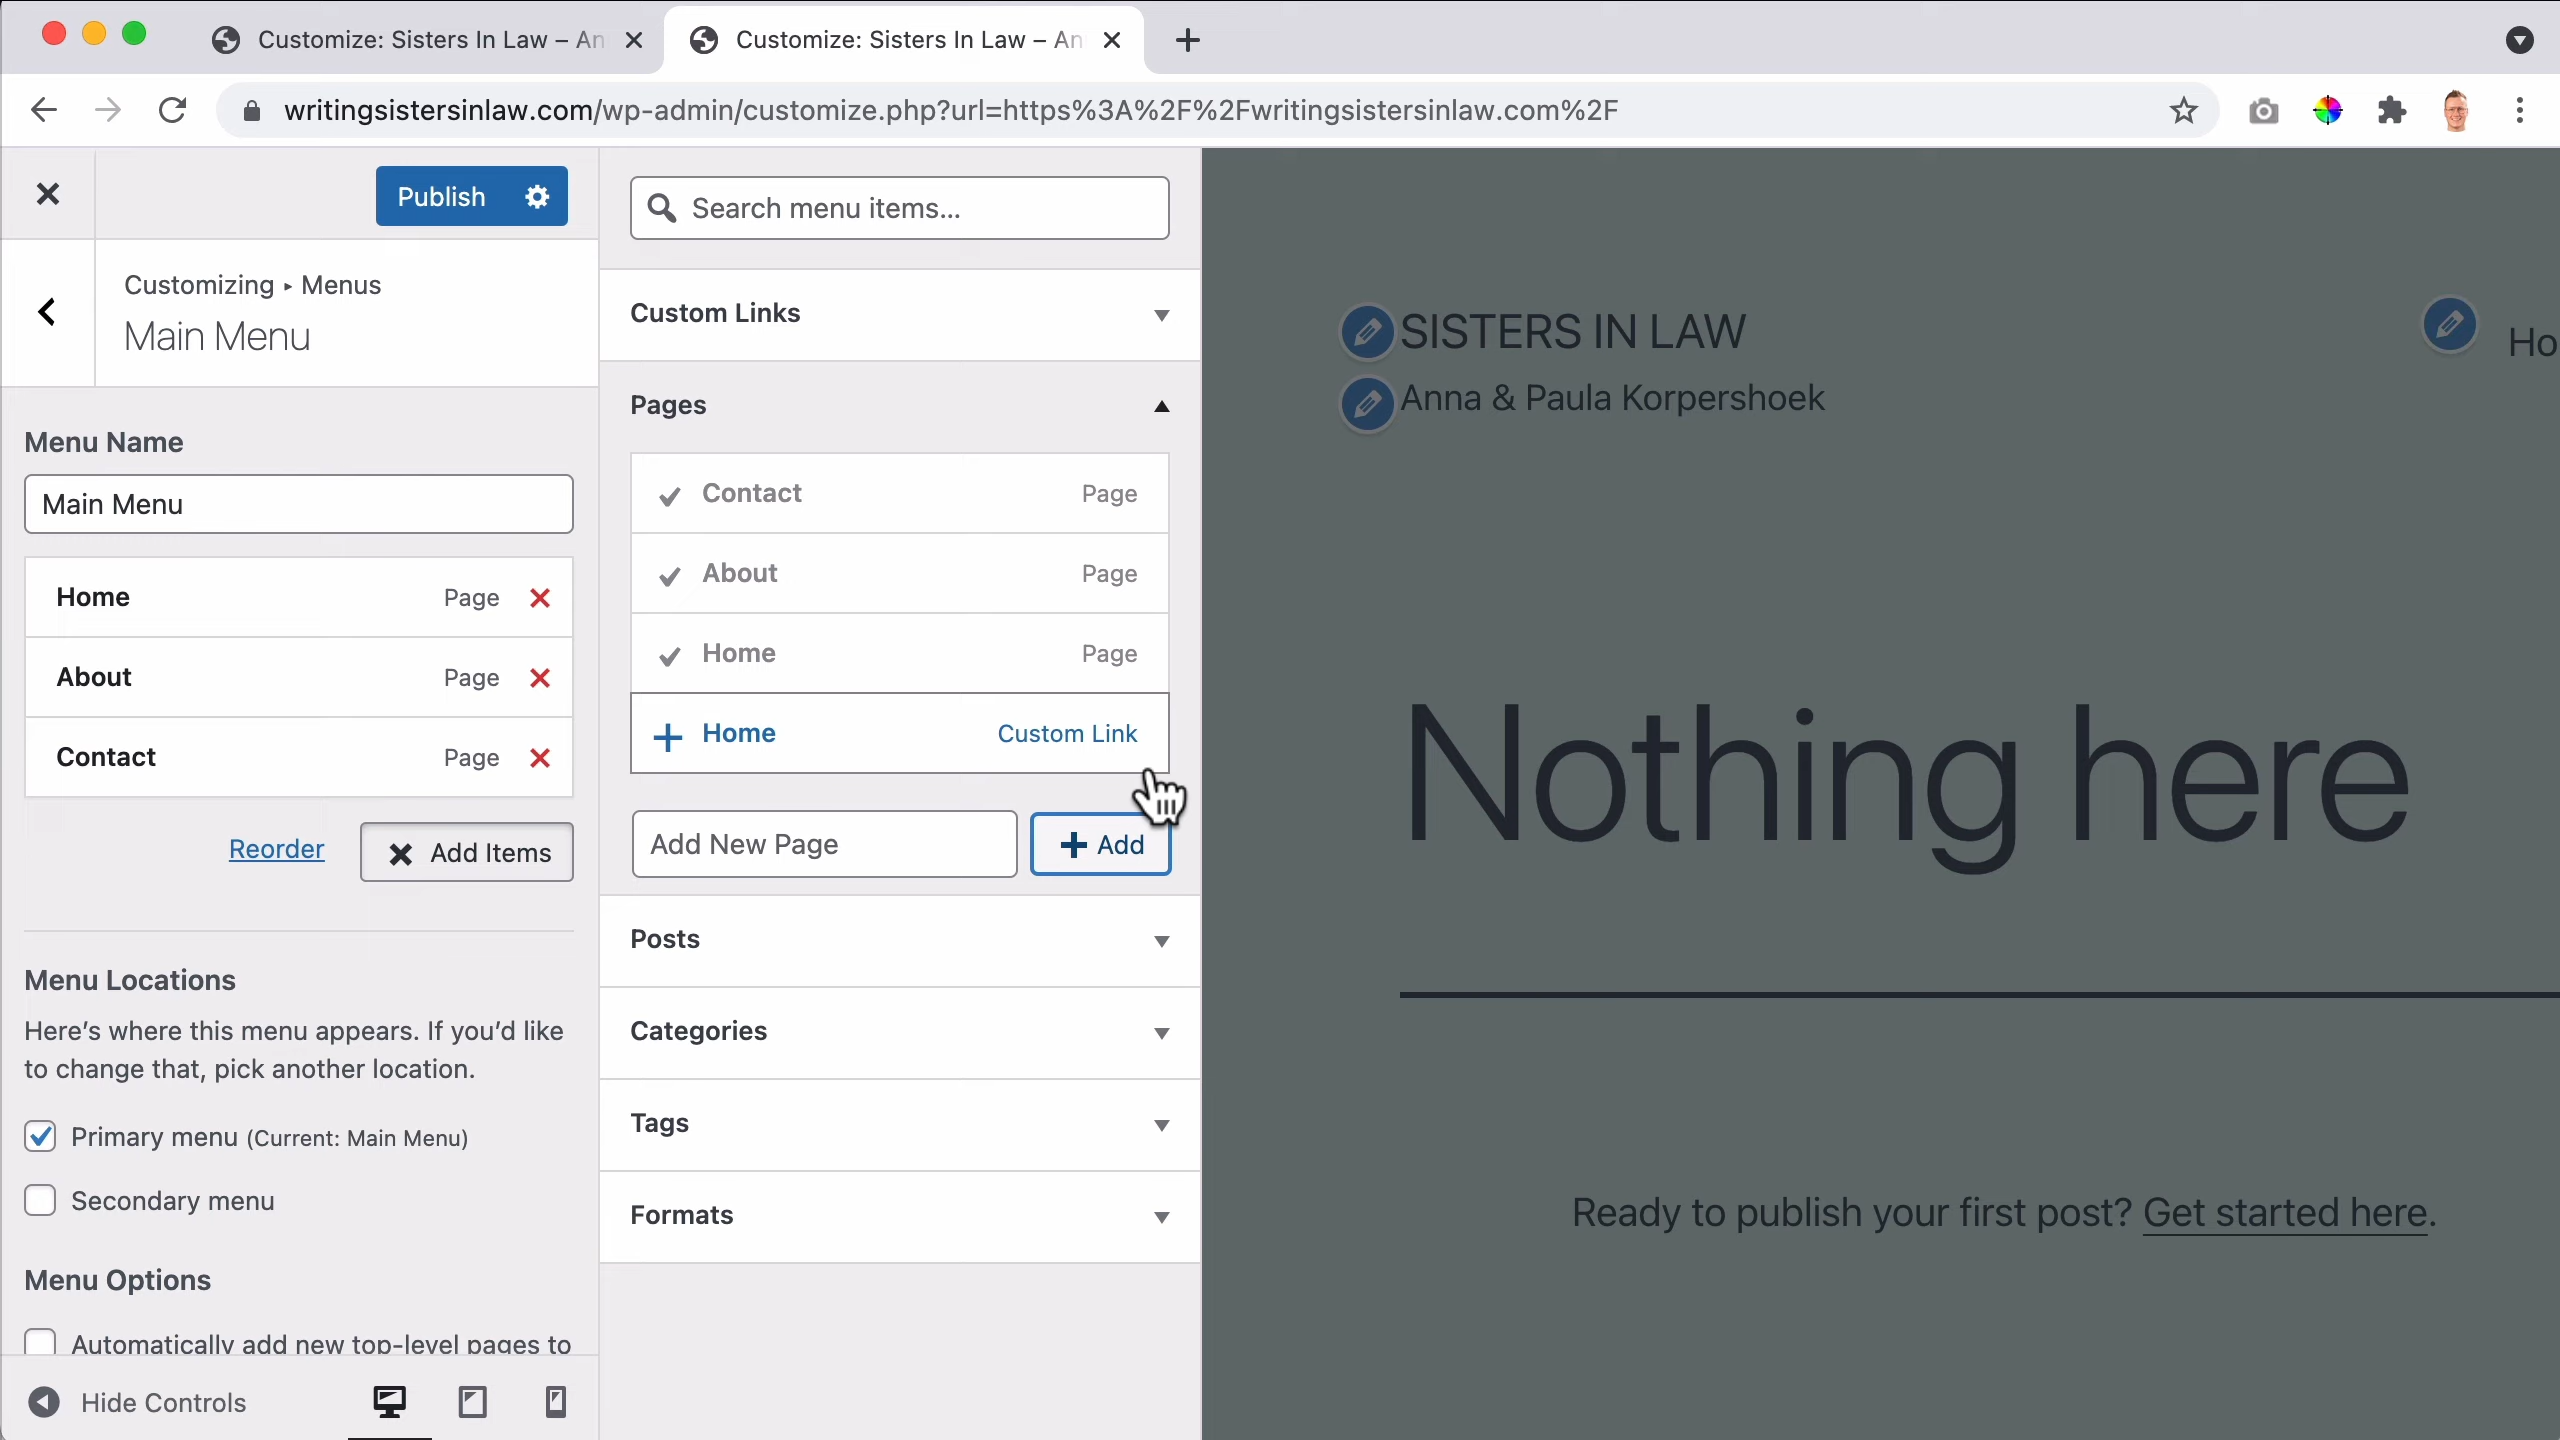 Customize: Sisters In Law – An
Customize: Sisters In Law – An
writingsistersinlaw.com/wp-admin/customize.php?url=https%3A%2F%2Fwritingsistersinlaw.com%2F
Publish
Customizing ▸ Menus
Main Menu
Menu Name
Main Menu
Home Page
About Page
Contact Page
Reorder
Add Items
Menu Locations
Here’s where this menu appears. If you’d like
to change that, pick another location.
Primary menu (Current: Main Menu)
Secondary menu
Menu Options
Automatically add new top-level pages to
Hide Controls
Search menu items...
Custom Links
Pages
Contact Page
About Page
Home Page
Home Custom Link
Add New Page
Add
Posts
Categories
Tags
Formats
SISTERS IN LAW
Anna & Paula Korpershoek
Ho
Nothing here
Ready to publish your first post? Get started here.